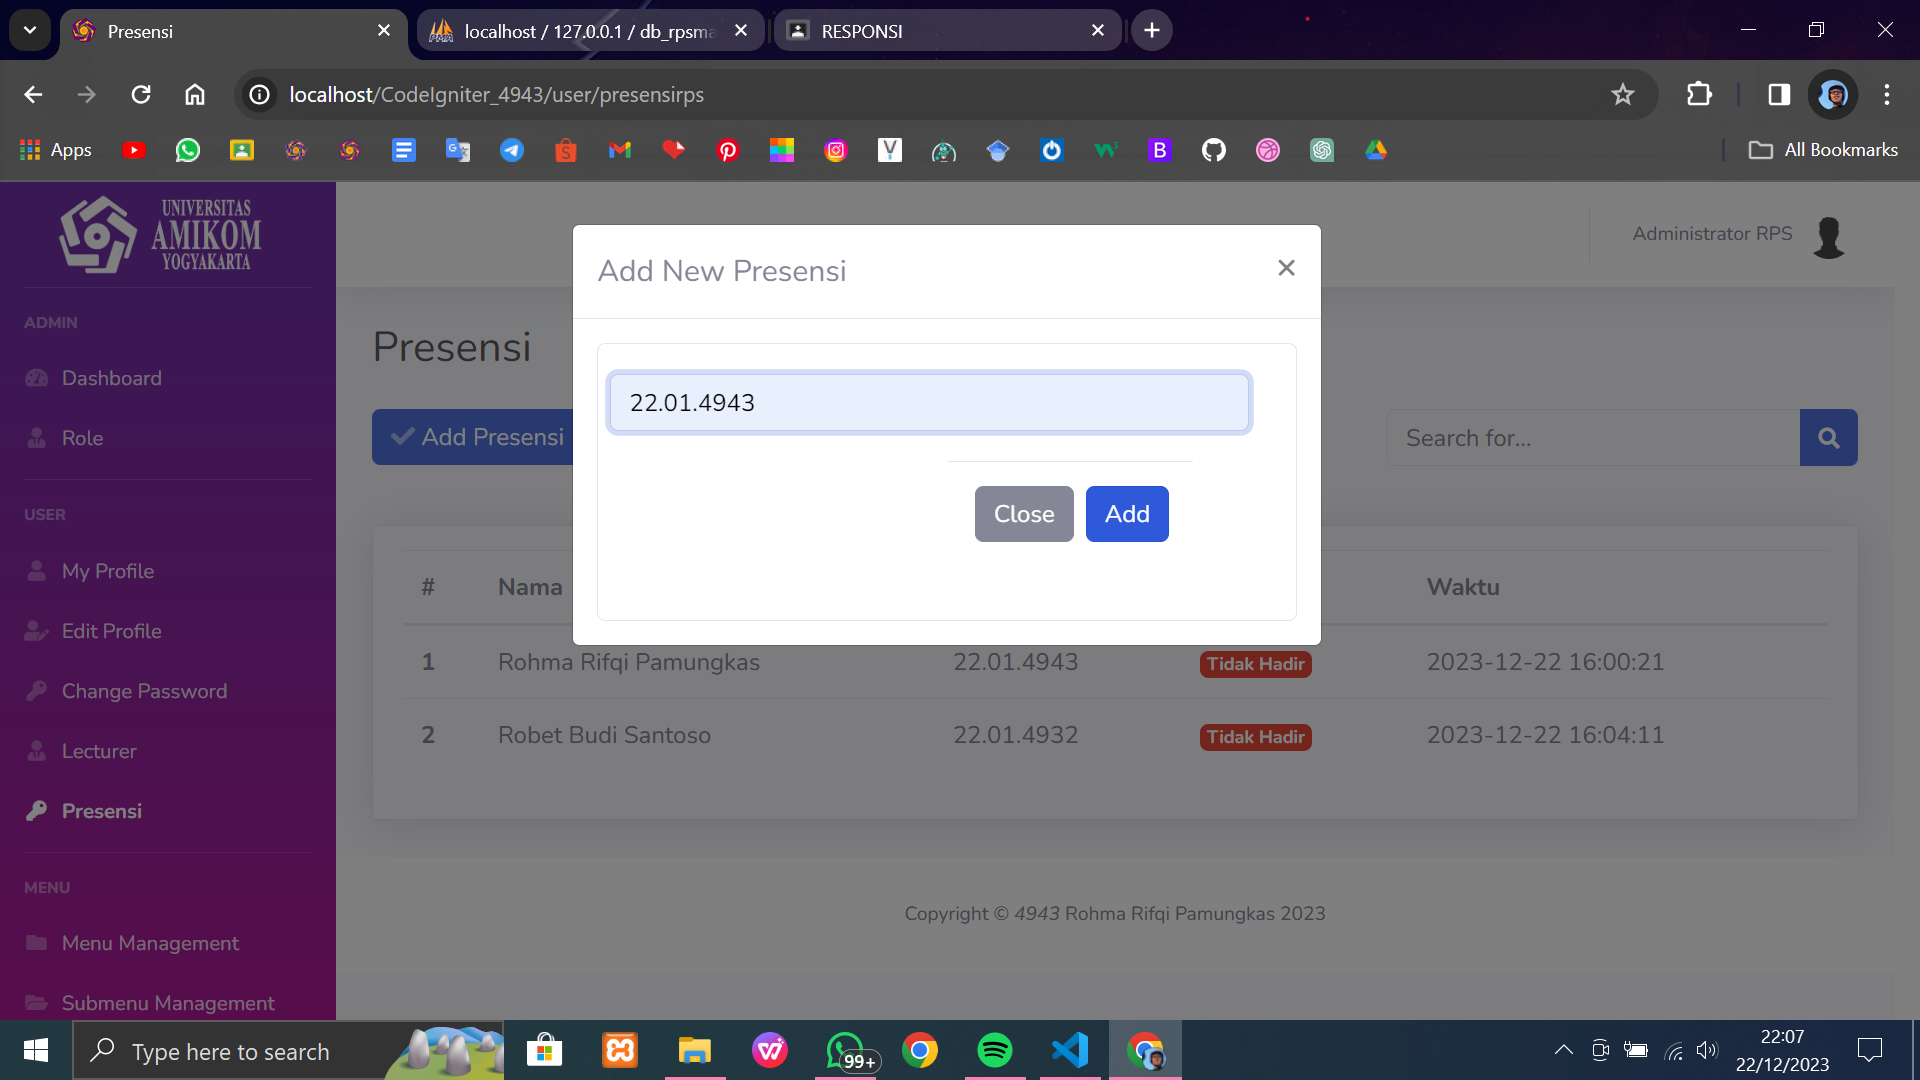 Presensi
localhost / 127.0.0.1 / db_rpsma
RESPONSI
localhost/CodeIgniter_4943/user/presensirps
Apps
All Bookmarks
UNIVERSITAS
AMIKOM
YOGYAKARTA
Administrator RPS
Add New Presensi
22.01.4943
Close
Add
ADMIN
Dashboard
Role
USER
My Profile
Edit Profile
Change Password
Lecturer
Presensi
MENU
Menu Management
Submenu Management
Presensi
Add Presensi
Search for...
# Nama Waktu
1 Rohma Rifqi Pamungkas 22.01.4943 Tidak Hadir 2023-12-22 16:00:21
2 Robet Budi Santoso 22.01.4932 Tidak Hadir 2023-12-22 16:04:11
Copyright © 4943 Rohma Rifqi Pamungkas 2023
Type here to search
99+
22:07
22/12/2023